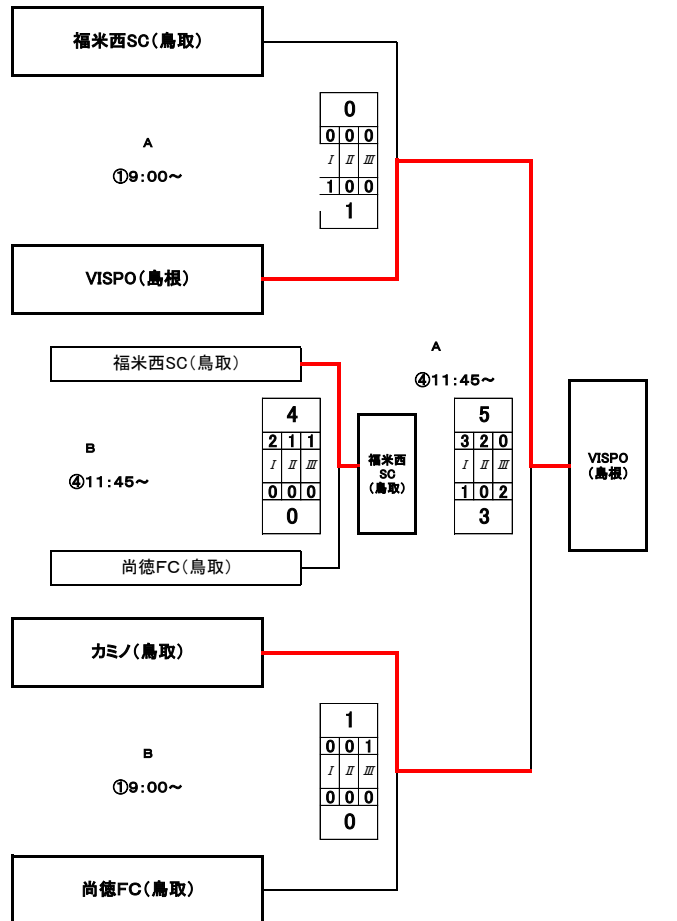 福米西SC(鳥取)
0
A
0 0 0
Ⅰ Ⅱ Ⅲ
①9:00～
1 0 0
1
VISPO(島根)
福米西SC(鳥取)
A
④11:45～
4
5
2 1 1
3 2 0
B
Ⅰ Ⅱ Ⅲ
福米西
SC
(鳥取)
Ⅰ Ⅱ Ⅲ
VISPO
(島根)
④11:45～
0 0 0
1 0 2
0
3
尚徳FC(鳥取)
カミノ(鳥取)
1
B
0 0 1
Ⅰ Ⅱ Ⅲ
①9:00～
0 0 0
0
尚徳FC(鳥取)